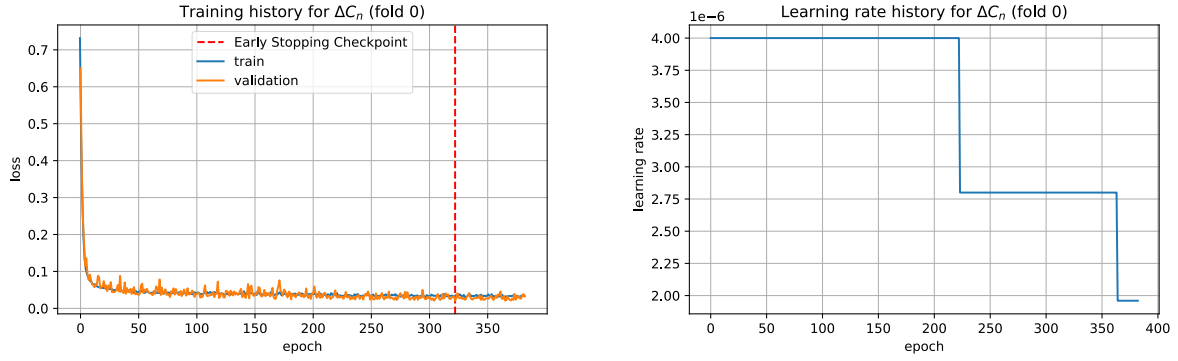 Training history for ΔCₙ (fold 0)
Early Stopping Checkpoint
train
validation
loss
0.7
0.6
0.5
0.4
0.3
0.2
0.1
0.0
0 50 100 150 200 250 300 350
epoch
Learning rate history for ΔCₙ (fold 0)
1e-6
learning rate
4.00
3.75
3.50
3.25
3.00
2.75
2.50
2.25
2.00
0 50 100 150 200 250 300 350 400
epoch